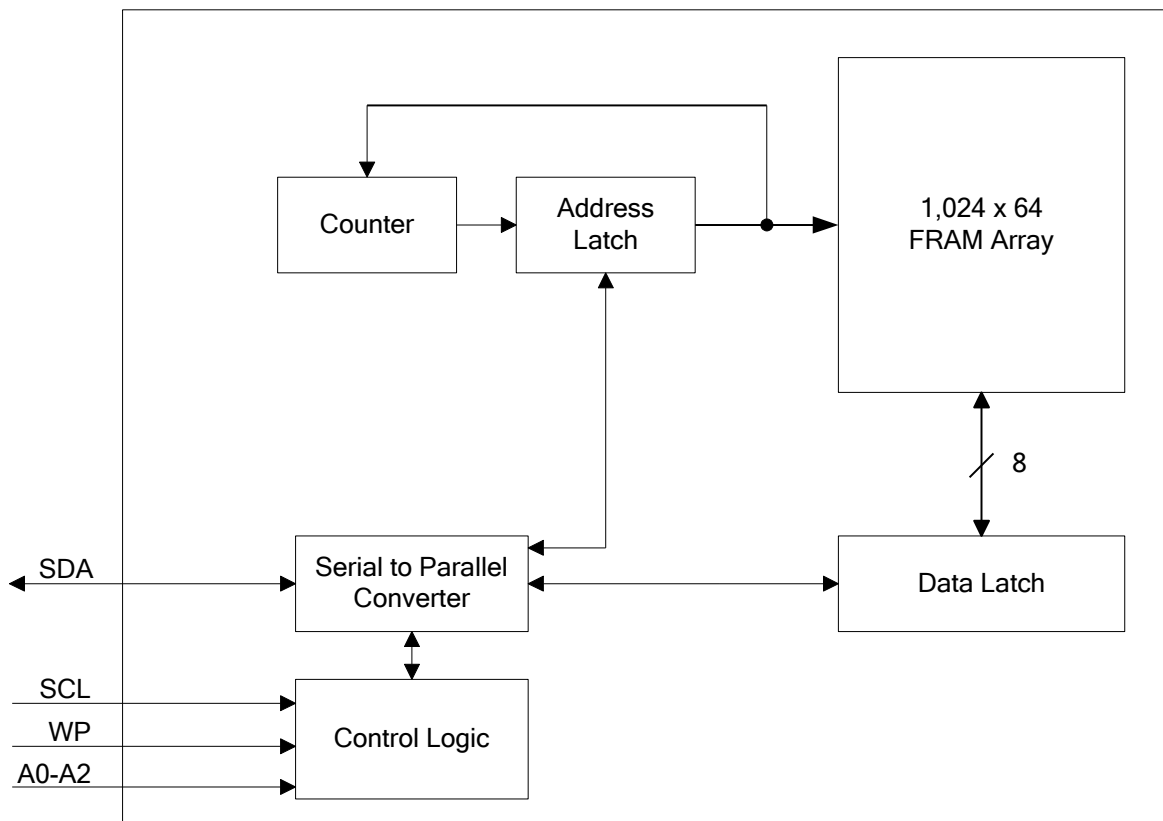 Counter
Address
Latch
1,024 x 64
FRAM Array
8
SDA
Serial to Parallel
Converter
Data Latch
SCL
WP
A0-A2
Control Logic